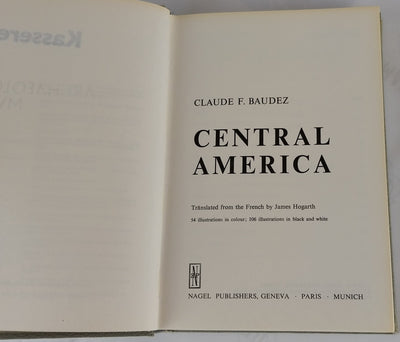 CLAUDE F. BAUDEZ
CENTRAL
AMERICA
Translated from the French by James Hogarth
54 illustrations in colour; 106 illustrations in black and white
N
NAGEL PUBLISHERS, GENEVA · PARIS · MUNICH